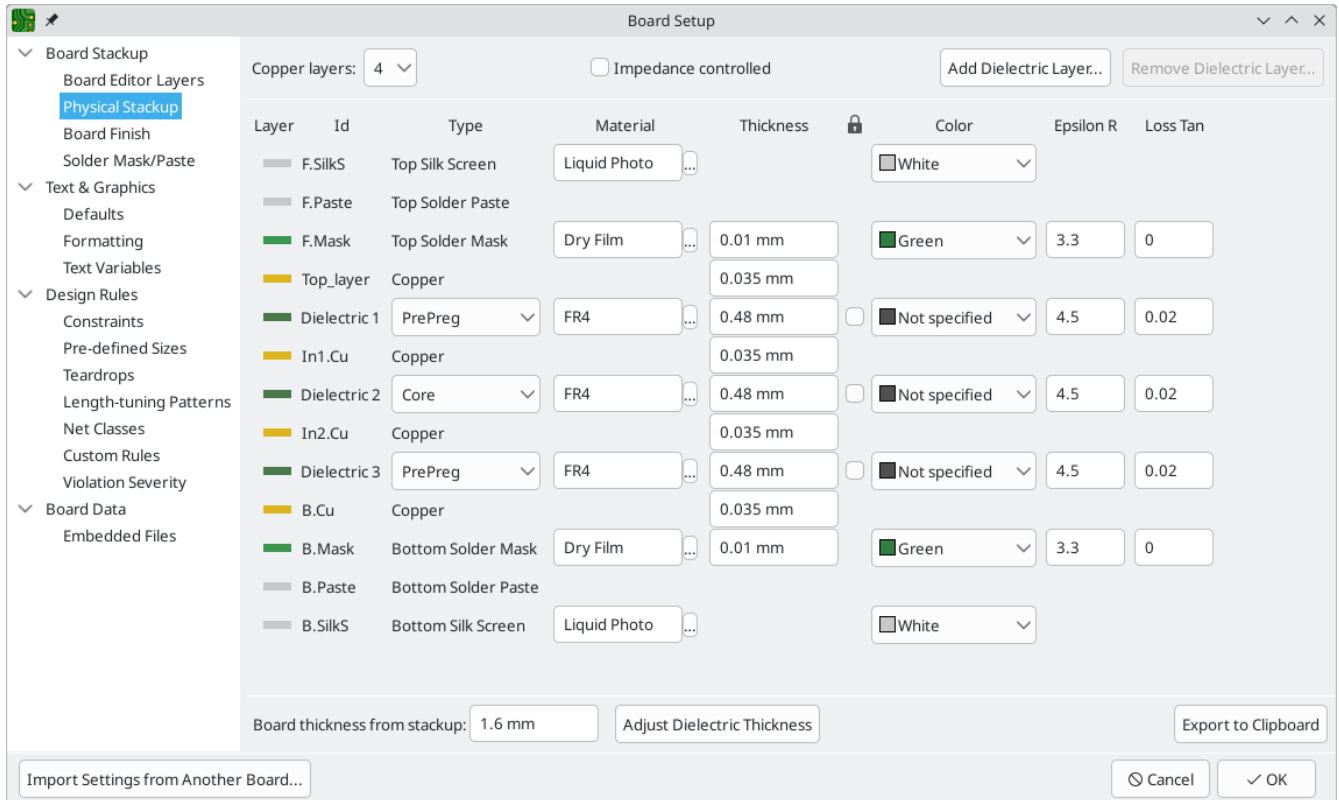 Board Setup
Board Stackup
Board Editor Layers
Physical Stackup
Board Finish
Solder Mask/Paste
Text & Graphics
Defaults
Formatting
Text Variables
Design Rules
Constraints
Pre-defined Sizes
Teardrops
Length-tuning Patterns
Net Classes
Custom Rules
Violation Severity
Board Data
Embedded Files
Copper layers: 4 Impedance controlled Add Dielectric Layer... Remove Dielectric Layer...
Layer Id Type Material Thickness Color Epsilon R Loss Tan
F.SilkS Top Silk Screen Liquid Photo ... White
F.Paste Top Solder Paste
F.Mask Top Solder Mask Dry Film ... 0.01 mm Green 3.3 0
Top_layer Copper 0.035 mm
Dielectric 1 PrePreg FR4 ... 0.48 mm Not specified 4.5 0.02
In1.Cu Copper 0.035 mm
Dielectric 2 Core FR4 ... 0.48 mm Not specified 4.5 0.02
In2.Cu Copper 0.035 mm
Dielectric 3 PrePreg FR4 ... 0.48 mm Not specified 4.5 0.02
B.Cu Copper 0.035 mm
B.Mask Bottom Solder Mask Dry Film ... 0.01 mm Green 3.3 0
B.Paste Bottom Solder Paste
B.SilkS Bottom Silk Screen Liquid Photo ... White
Board thickness from stackup: 1.6 mm Adjust Dielectric Thickness Export to Clipboard
Import Settings from Another Board... Cancel OK